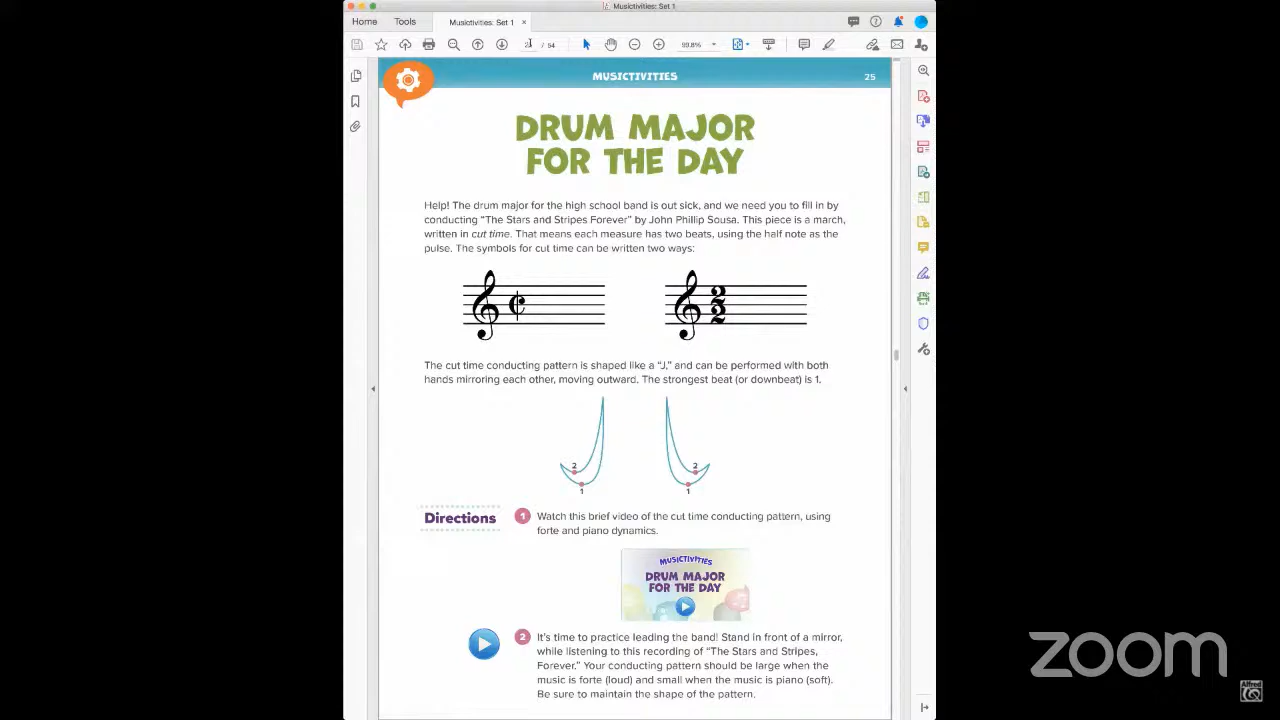 Musictivities: Set 1
Home Tools Musictivities: Set 1 ×
/ 94 99.8%
MUSICTIVITIES 25
DRUM MAJOR
FOR THE DAY
Help! The drum major for the high school band is out sick, and we need you to fill in by
conducting “The Stars and Stripes Forever” by John Phillip Sousa. This piece is a march,
written in cut time. That means each measure has two beats, using the half note as the
pulse. The symbols for cut time can be written two ways:
2
2
The cut time conducting pattern is shaped like a “J,” and can be performed with both
hands mirroring each other, moving outward. The strongest beat (or downbeat) is 1.
2 2
1 1
Directions 1 Watch this brief video of the cut time conducting pattern, using
forte and piano dynamics.
MUSICTIVITIES
DRUM MAJOR
FOR THE DAY
2 It’s time to practice leading the band! Stand in front of a mirror,
while listening to this recording of “The Stars and Stripes,
Forever.” Your conducting pattern should be large when the
music is forte (loud) and small when the music is piano (soft).
Be sure to maintain the shape of the pattern.
zoom
Alfred